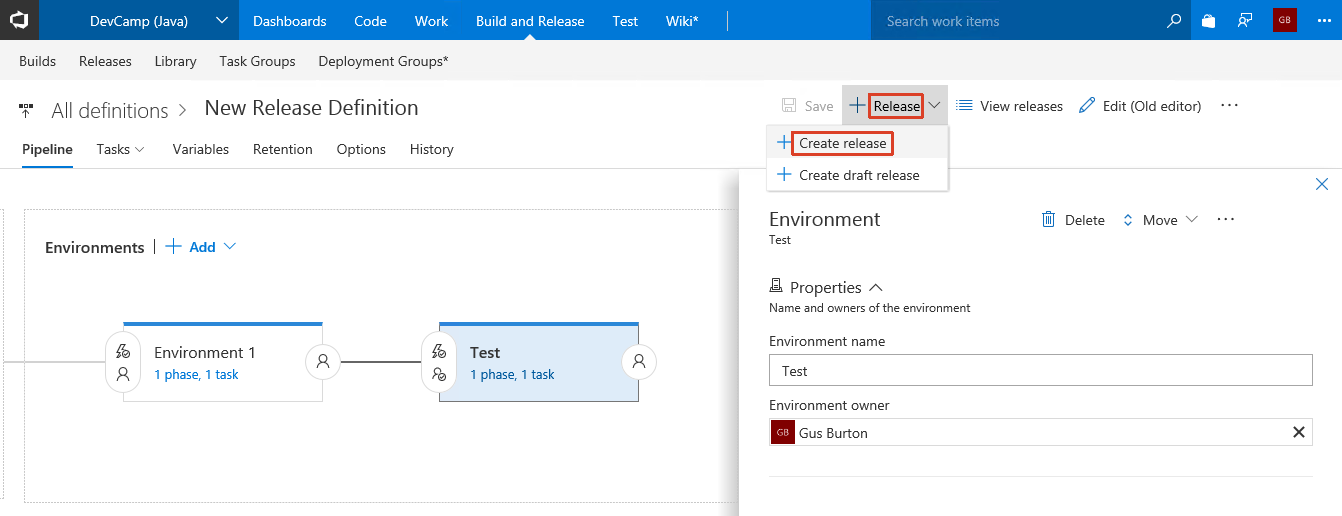 DevCamp (Java) Dashboards Code Work Build and Release Test Wiki* Search work items GB
Builds Releases Library Task Groups Deployment Groups*
All definitions > New Release Definition
Save Release View releases Edit (Old editor) ...
Pipeline Tasks Variables Retention Options History
Create release
Create draft release
Environments | + Add
Environment 1
1 phase, 1 task
Test
1 phase, 1 task
Environment
Test
Delete Move ...
Properties
Name and owners of the environment
Environment name
Test
Environment owner
GB Gus Burton